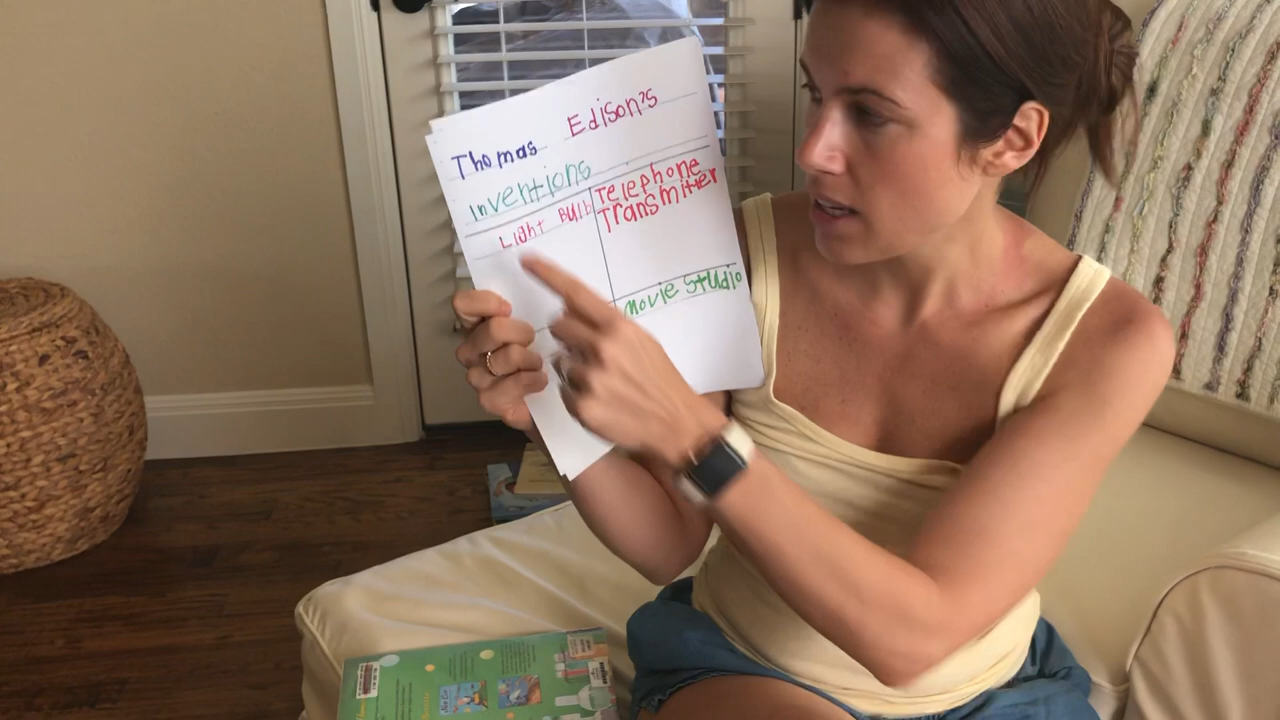 Thomas Edison's
Inventions
Light Bulb
Telephone
Transmitter
Movie Studio